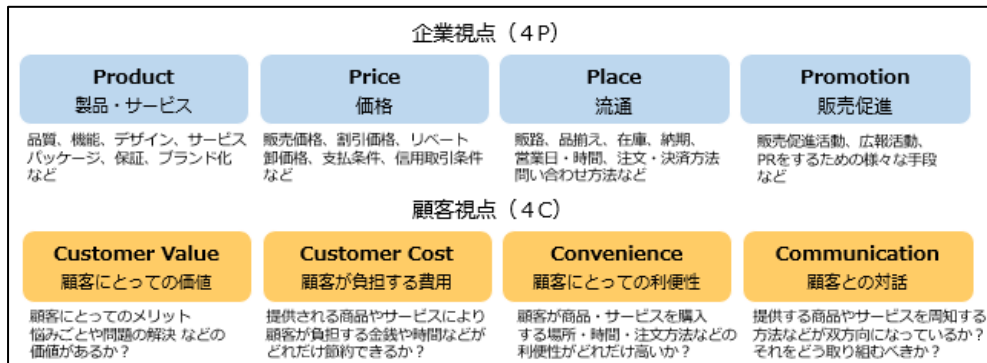 企業視点（４P）
Product
製品・サービス
Price
価格
Place
流通
Promotion
販売促進
品質、機能、デザイン、サービス
パッケージ、保証、ブランド化
など
販売価格、割引価格、リベート
卸価格、支払条件、信用取引条件
など
販路、品揃え、在庫、納期、
営業日・時間、注文・決済方法
問い合わせ方法など
販売促進活動、広報活動、
PRをするための様々な手段
など
顧客視点（４C）
Customer Value
顧客にとっての価値
Customer Cost
顧客が負担する費用
Convenience
顧客にとっての利便性
Communication
顧客との対話
顧客にとってのメリット
悩みごとや問題の解決 などの
価値があるか？
提供される商品やサービスにより
顧客が負担する金銭や時間などが
どれだけ節約できるか？
顧客が商品・サービスを購入
する場所・時間・注文方法などの
利便性がどれだけ高いか？
提供する商品やサービスを周知する
方法などが双方向になっているか？
それをどう取り組むべきか？